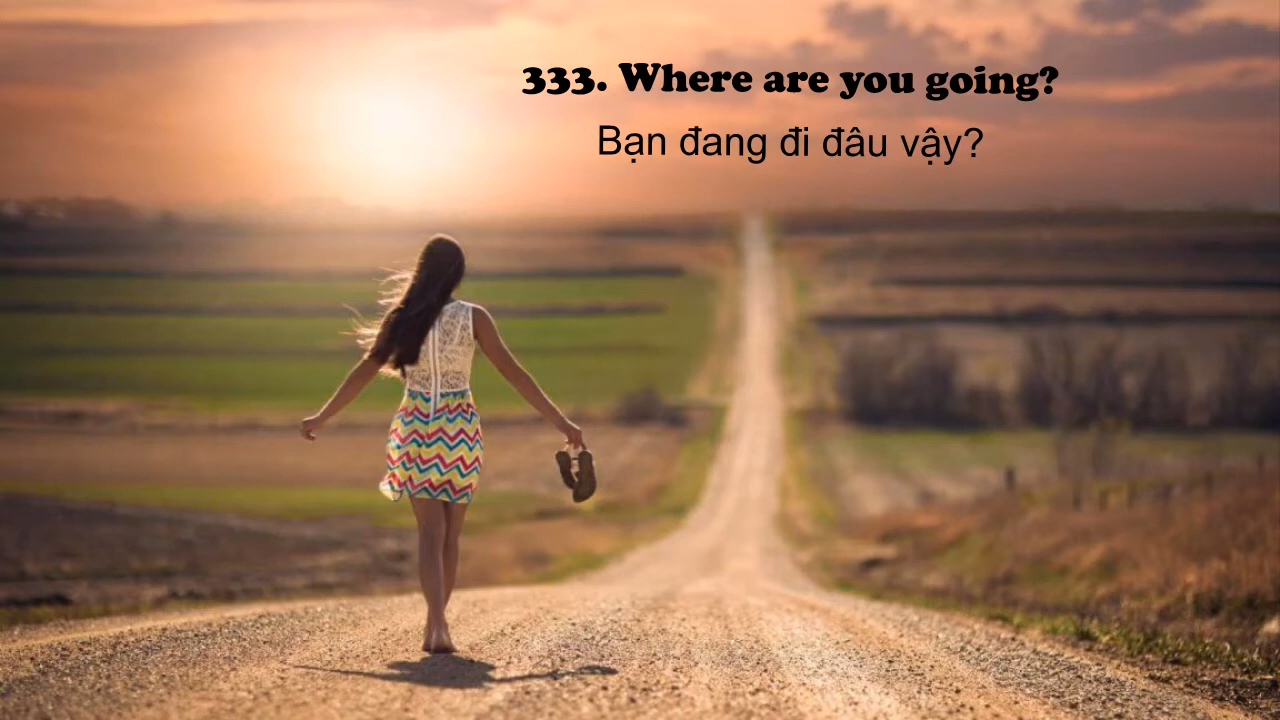 333. Where are you going?
Bạn đang đi đâu vậy?